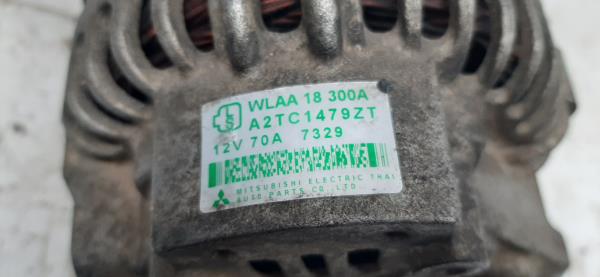 WLAA 18 300A
A2TC1479ZT
12V 70A 7329
MITSUBISHI ELECTRIC THAI
AUTO PARTS CO.,LTD.